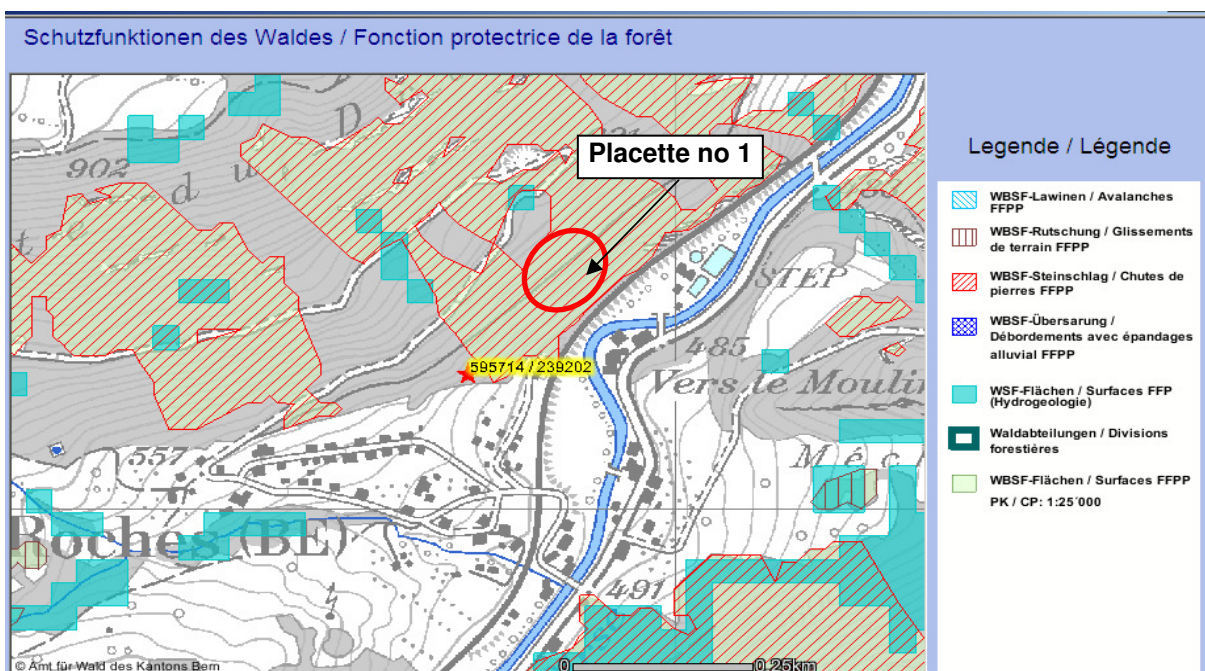 Schutzfunktionen des Waldes / Fonction protectrice de la forêt
Placette no 1
902
d u
STEP
595714 / 239202
485
Vers le Moulin
557
Roches (BE)
491
© Amt für Wald des Kantons Bern
0 0.25km
Legende / Légende
WBSF-Lawinen / Avalanches
FFPP
WBSF-Rutschung / Glissements
de terrain FFPP
WBSF-Steinschlag / Chutes de
pierres FFPP
WBSF-Übersarung /
Débordements avec épandages
alluvial FFPP
WSF-Flächen / Surfaces FFP
(Hydrogeologie)
Waldabteilungen / Divisions
forestières
WBSF-Flächen / Surfaces FFPP
PK / CP: 1:25´000